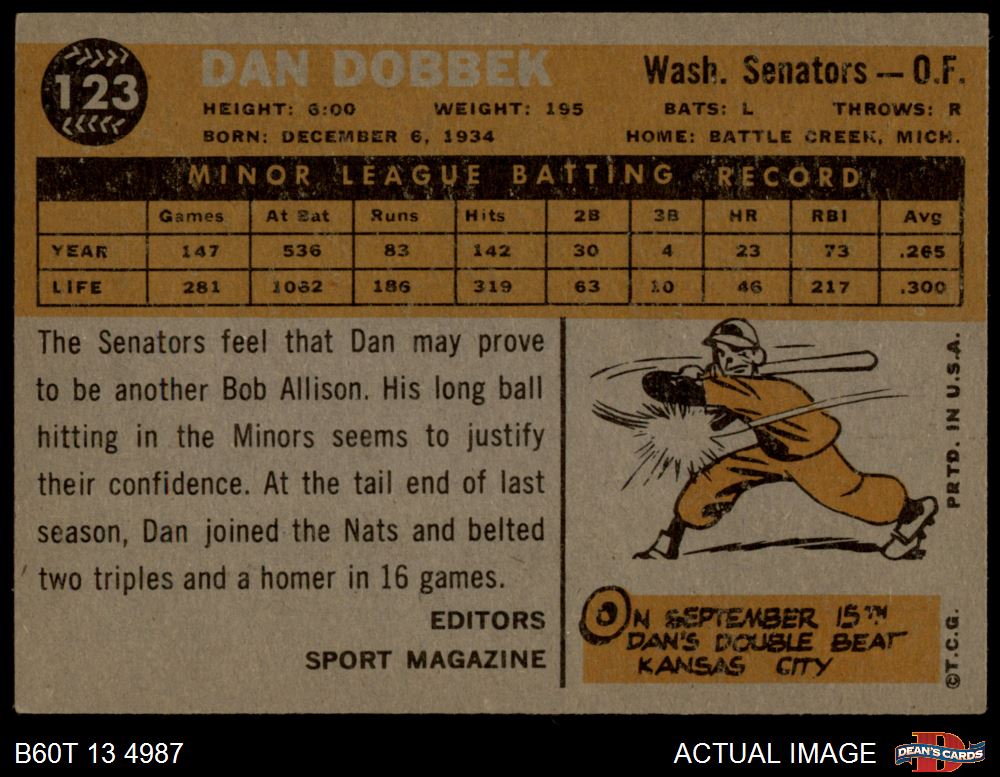 123
DAN DOBBEK
Wash. Senators — O.F.
HEIGHT: 6:00 WEIGHT: 195 BATS: L THROWS: R
BORN: DECEMBER 6, 1934 HOME: BATTLE CREEK, MICH.
MINOR LEAGUE BATTING RECORD
Games At Bat Runs Hits 2B 3B HR RBI Avg
YEAR 147 536 83 142 30 4 23 73 .265
LIFE 281 1062 186 319 63 10 46 217 .300
The Senators feel that Dan may prove
to be another Bob Allison. His long ball
hitting in the Minors seems to justify
their confidence. At the tail end of last
season, Dan joined the Nats and belted
two triples and a homer in 16 games.
EDITORS
SPORT MAGAZINE
ON SEPTEMBER 15TH
DAN'S DOUBLE BEAT
KANSAS CITY
©T.C.G. PRTD. IN U.S.A.
B60T 13 4987
ACTUAL IMAGE
D
DEAN'S CARDS